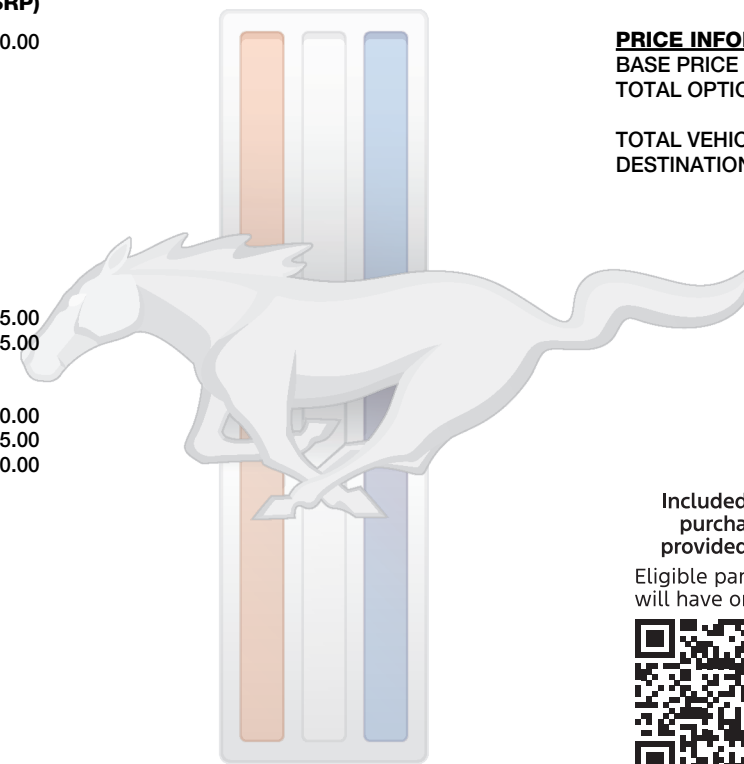 SRP)
0.00
5.00
5.00
0.00
5.00
0.00
PRICE INFO
BASE PRICE
TOTAL OPTIO
TOTAL VEHIC
DESTINATION
Included
purcha
provided
Eligible par
will have o